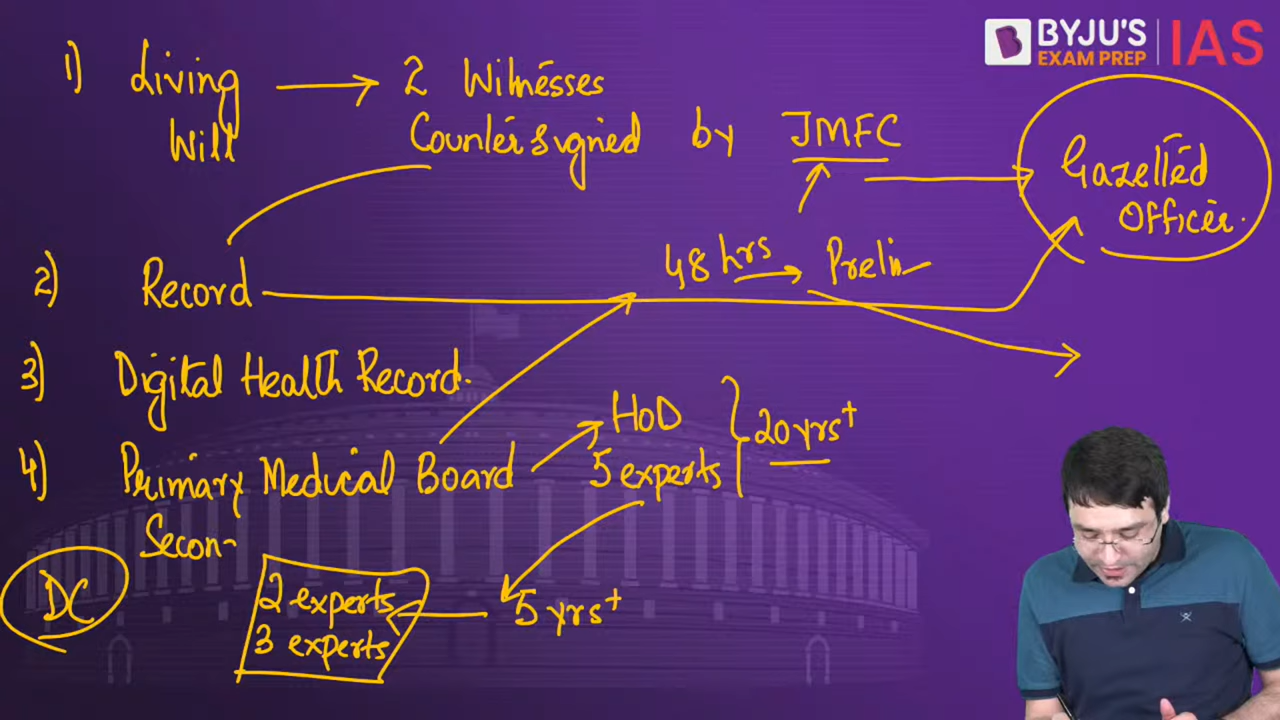 BYJU'S IAS
EXAM PREP
1) Living Will → 2 Witnesses
Countersigned by JMFC
Gazetted
Officer.
2) Record
48 hrs → Prelim
3) Digital Health Record.
4) Primary Medical Board
HoD
5 experts
20 yrs+
Secon-
DC
2 experts
3 experts
5 yrs+